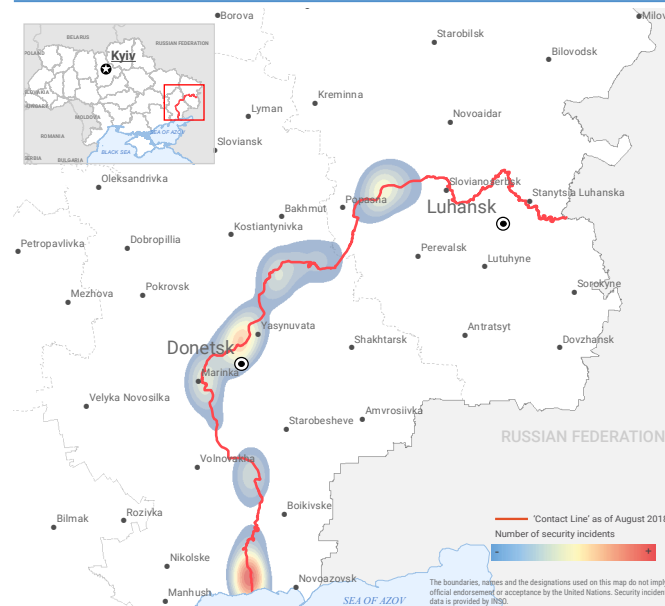 Borova
Milov
BELARUS
RUSSIAN FEDERATION
POLAND
Kyiv
MOLDOVA
ROMANIA
SEA OF AZOV
BLACK SEA
BULGARIA
Starobilsk
Bilovodsk
Kreminna
Lyman
Novoaidar
Sloviansk
Oleksandrivka
Slovianoserbsk
Stanytsia Luhanska
Popasna
Luhansk
Bakhmut
Kostiantynivka
Petropavlivka
Dobropillia
Perevalsk
Lutuhyne
Mezhova
Pokrovsk
Sorokyne
Yasynuvata
Antratsyt
Donetsk
Shakhtarsk
Dovzhansk
Marinka
Velyka Novosilka
Amvrosiivka
Starobesheve
RUSSIAN FEDERATION
Volnovakha
Boikivske
Bilmak
Rozivka
'Contact Line' as of August 2018
Number of security incidents
-
+
Nikolske
Novoazovsk
Manhush
SEA OF AZOV
The boundaries, names and the designations used on this map do not imply
official endorsement or acceptance by the United Nations. Security inciden
data is provided by INSO.